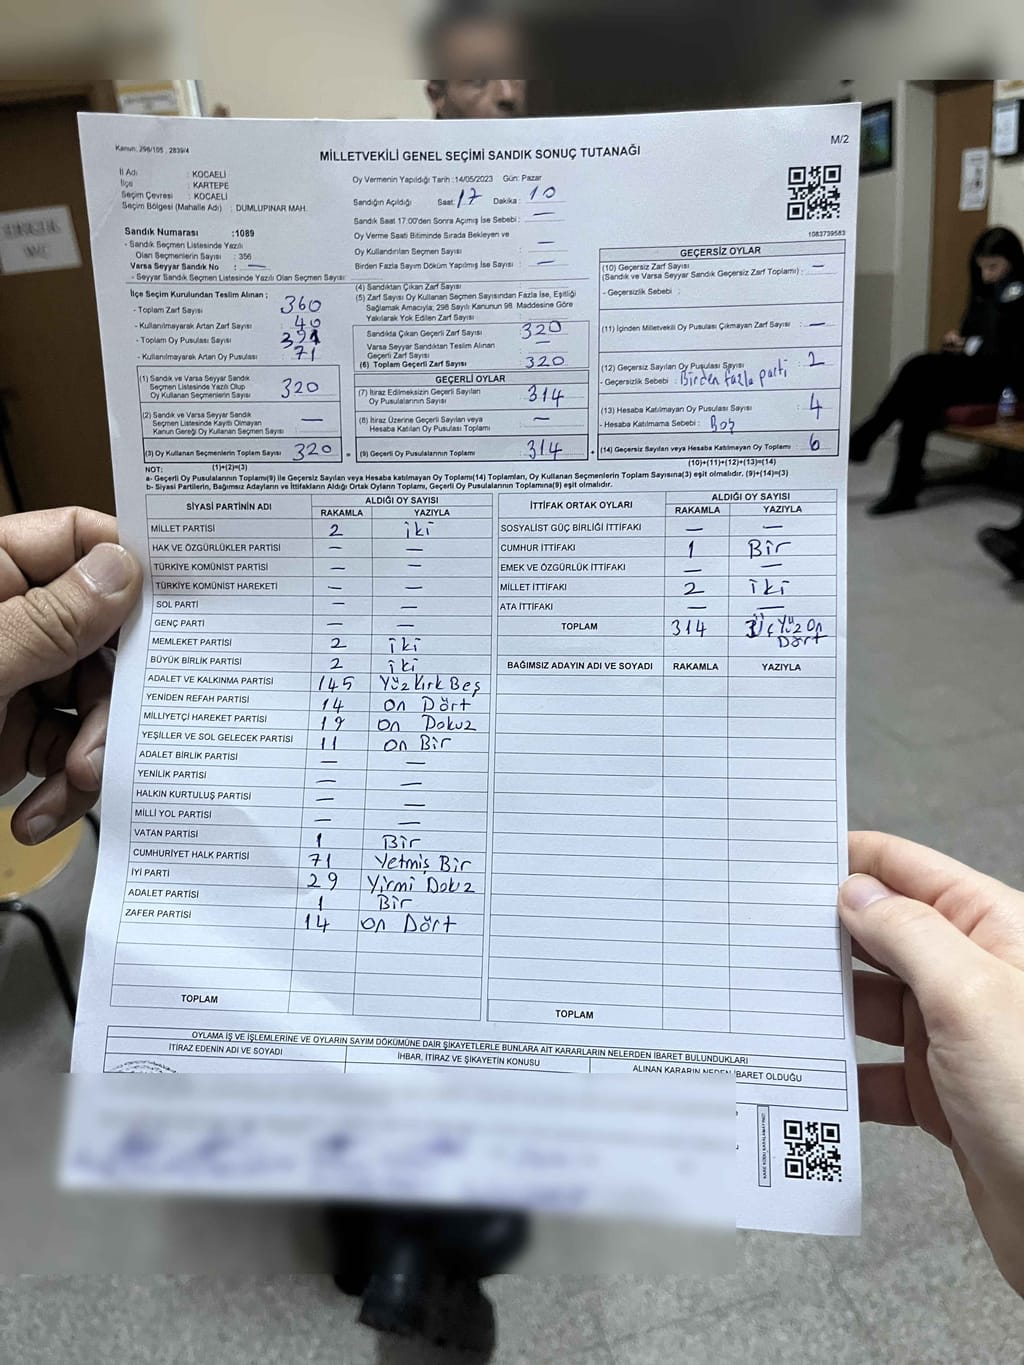 M/2
Kanun: 298/105 , 2839/4
MİLLETVEKİLİ GENEL SEÇİMİ SANDIK SONUÇ TUTANAĞI
İl Adı : KOCAELİ
İlçe : KARTEPE
Seçim Çevresi : KOCAELİ
Seçim Bölgesi (Mahalle Adı) : DUMLUPINAR MAH.
Oy Vermenin Yapıldığı Tarih :14/05/2023 Gün: Pazar
Sandığın Açıldığı Saat: 17 Dakika : 10
Sandık Saat 17.00'den Sonra Açımış İse Sebebi : —
Oy Verme Saati Bitiminde Sırada Bekleyen ve
Oy Kullandırılan Seçmen Sayısı : —
Birden Fazla Sayım Döküm Yapılmış İse Sayısı : —
1083739583
Sandık Numarası :1089
- Sandık Seçmen Listesinde Yazılı
Olan Seçmenlerin Sayısı : 356
Varsa Seyyar Sandık No : —
- Seyyar Sandık Seçmen Listesinde Yazılı Olan Seçmen Sayısı:
İlçe Seçim Kurulundan Teslim Alınan ;
- Toplam Zarf Sayısı : 360
- Kullanılmayarak Artan Zarf Sayısı : 40
- Toplam Oy Pusulası Sayısı :
- Kullanılmayarak Artan Oy Pusulası : 71
(1) Sandık ve Varsa Seyyar Sandık
Seçmen Listesinde Yazılı Olup
Oy Kullanan Seçmenlerin Sayısı 320
(2) Sandık ve Varsa Seyyar Sandık
Seçmen Listesinde Kayıtlı Olmayan
Kanun Gereği Oy Kullanan Seçmen Sayısı —
(3) Oy Kullanan Seçmenlerin Toplam Sayısı 320
(1)+(2)=(3)
(4) Sandıktan Çıkan Zarf Sayısı :
(5) Zarf Sayısı Oy Kullanan Seçmen Sayısından Fazla İse, Eşitliği
Sağlamak Amacıyla; 298 Sayılı Kanunun 98. Maddesine Göre
Yakılarak Yok Edilen Zarf Sayısı :
Sandıkta Çıkan Geçerli Zarf Sayısı : 320
Varsa Seyyar Sandıktan Teslim Alınan
Geçerli Zarf Sayısı : —
(6) Toplam Geçerli Zarf Sayısı : 320
GEÇERLİ OYLAR
(7) İtiraz Edilmeksizin Geçerli Sayılan
Oy Pusulalarının Sayısı : 314
(8) İtiraz Üzerine Geçerli Sayılan veya
Hesaba Katılan Oy Pusulası Toplamı : —
= (9) Geçerli Oy Pusulalarının Toplamı : 314
GEÇERSİZ OYLAR
(10) Geçersiz Zarf Sayısı
(Sandık ve Varsa Seyyar Sandık Geçersiz Zarf Toplamı) : —
- Geçersizlik Sebebi :
(11) İçinden Milletvekili Oy Pusulası Çıkmayan Zarf Sayısı : —
(12) Geçersiz Sayılan Oy Pusulası Sayısı : 2
- Geçersizlik Sebebi : Birden fazla parti
(13) Hesaba Katılmayan Oy Pusulası Sayısı : 4
- Hesaba Katılmama Sebebi : Boş
+ (14) Geçersiz Sayılan veya Hesaba Katılmayan Oy Toplamı : 6
(10)+(11)+(12)+(13)=(14)
NOT:
a- Geçerli Oy Pusulalarının Toplamı(9) ile Geçersiz Sayılan veya Hesaba katılmayan Oy Toplamı(14) Toplamları, Oy Kullanan Seçmenlerin Toplam Sayısına(3) eşit olmalıdır. (9)+(14)=(3)
b- Siyasi Partilerin, Bağımsız Adayların ve İttifakların Aldığı Ortak Oyların Toplamı, Geçerli Oy Pusulalarının Toplamına(9) eşit olmalıdır.
SİYASİ PARTİNİN ADI ALDIĞI OY SAYISI
RAKAMLA YAZIYLA
MİLLET PARTİSİ 2 iki
HAK VE ÖZGÜRLÜKLER PARTİSİ — —
TÜRKİYE KOMÜNİST PARTİSİ — —
TÜRKİYE KOMÜNİST HAREKETİ — —
SOL PARTİ — —
GENÇ PARTİ — —
MEMLEKET PARTİSİ 2 iki
BÜYÜK BİRLİK PARTİSİ 2 iki
ADALET VE KALKINMA PARTİSİ 145 Yüz Kırk Beş
YENİDEN REFAH PARTİSİ 14 On Dört
MİLLİYETÇİ HAREKET PARTİSİ 19 On Dokuz
YEŞİLLER VE SOL GELECEK PARTİSİ 11 On Bir
ADALET BİRLİK PARTİSİ — —
YENİLİK PARTİSİ — —
HALKIN KURTULUŞ PARTİSİ — —
MİLLİ YOL PARTİSİ — —
VATAN PARTİSİ 1 Bir
CUMHURİYET HALK PARTİSİ 71 Yetmiş Bir
İYİ PARTİ 29 Yirmi Dokuz
ADALET PARTİSİ 1 Bir
ZAFER PARTİSİ 14 On Dört
TOPLAM
İTTİFAK ORTAK OYLARI ALDIĞI OY SAYISI
RAKAMLA YAZIYLA
SOSYALİST GÜÇ BİRLİĞİ İTTİFAKI — —
CUMHUR İTTİFAKI 1 Bir
EMEK VE ÖZGÜRLÜK İTTİFAKI — —
MİLLET İTTİFAKI 2 iki
ATA İTTİFAKI — —
TOPLAM 314 Üç Yüz On
Dört
BAĞIMSIZ ADAYIN ADI VE SOYADI RAKAMLA YAZIYLA
TOPLAM
OYLAMA İŞ VE İŞLEMLERİNE VE OYLARIN SAYIM DÖKÜMÜNE DAİR ŞİKAYETLERLE BUNLARA AİT KARARLARIN NELERDEN İBARET BULUNDUKLARI
İTİRAZ EDENİN ADI VE SOYADI İHBAR, İTİRAZ VE ŞİKAYETİN KONUSU ALINAN KARARIN NEDEN İBARET OLDUĞU
KARE KODU KARALAMAYINIZ!
ERKEK
WC